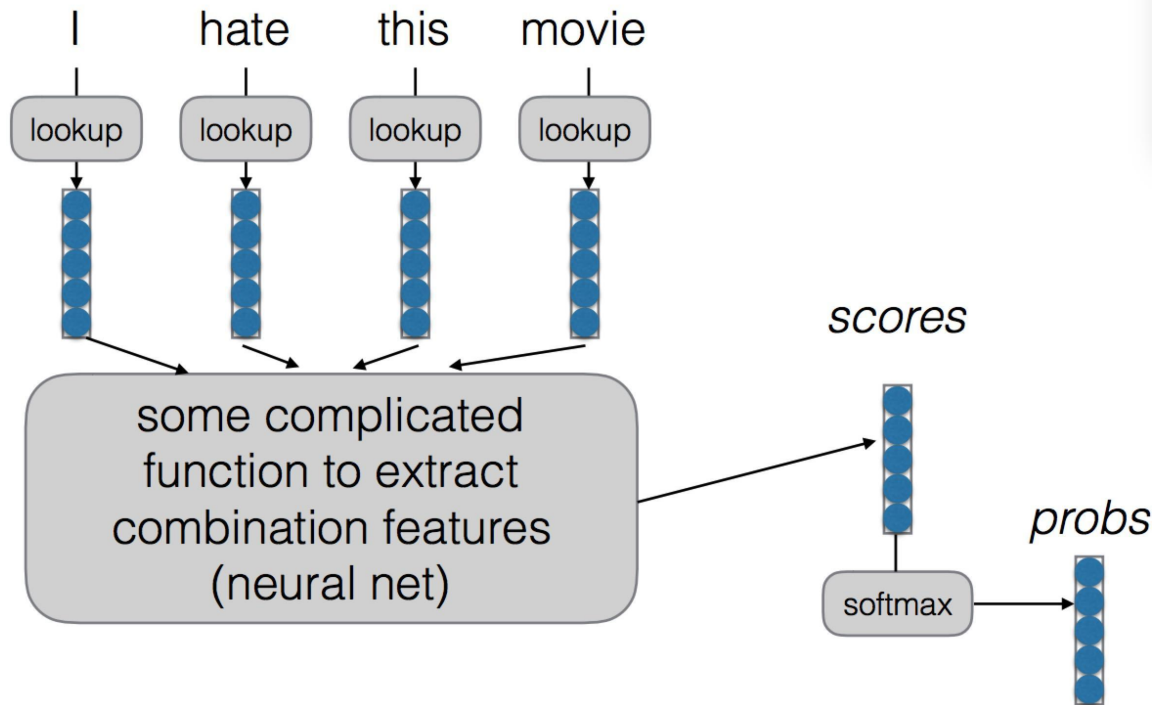 I hate this movie
lookup lookup lookup lookup
scores
some complicated
function to extract
combination features
(neural net)
probs
softmax